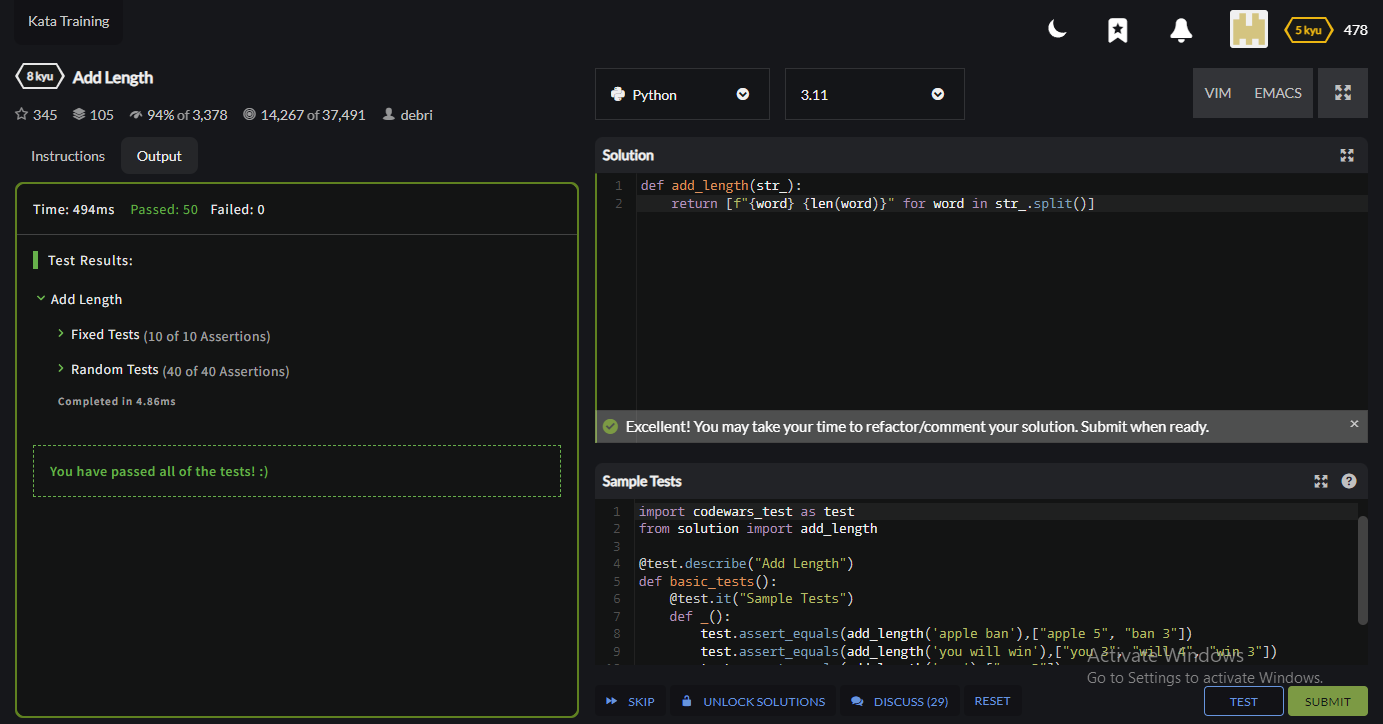 Kata Training
5 kyu 478
8 kyu Add Length
345 105 94% of 3,378 14,267 of 37,491 debri
Python 3.11 VIM EMACS
Instructions Output
Time: 494ms Passed: 50 Failed: 0
Test Results:
Add Length
Fixed Tests (10 of 10 Assertions)
Random Tests (40 of 40 Assertions)
Completed in 4.86ms
You have passed all of the tests! :)
Solution
1 def add_length(str_):
2     return [f"{word} {len(word)}" for word in str_.split()]
Excellent! You may take your time to refactor/comment your solution. Submit when ready.
Sample Tests
1 import codewars_test as test
2 from solution import add_length
3
4 @test.describe("Add Length")
5 def basic_tests():
6     @test.it("Sample Tests")
7     def _():
8         test.assert_equals(add_length('apple ban'),["apple 5", "ban 3"])
9         test.assert_equals(add_length('you will win'),["you 3", "will 4", "win 3"])
Activate Windows
Go to Settings to activate Windows.
SKIP UNLOCK SOLUTIONS DISCUSS (29) RESET TEST SUBMIT